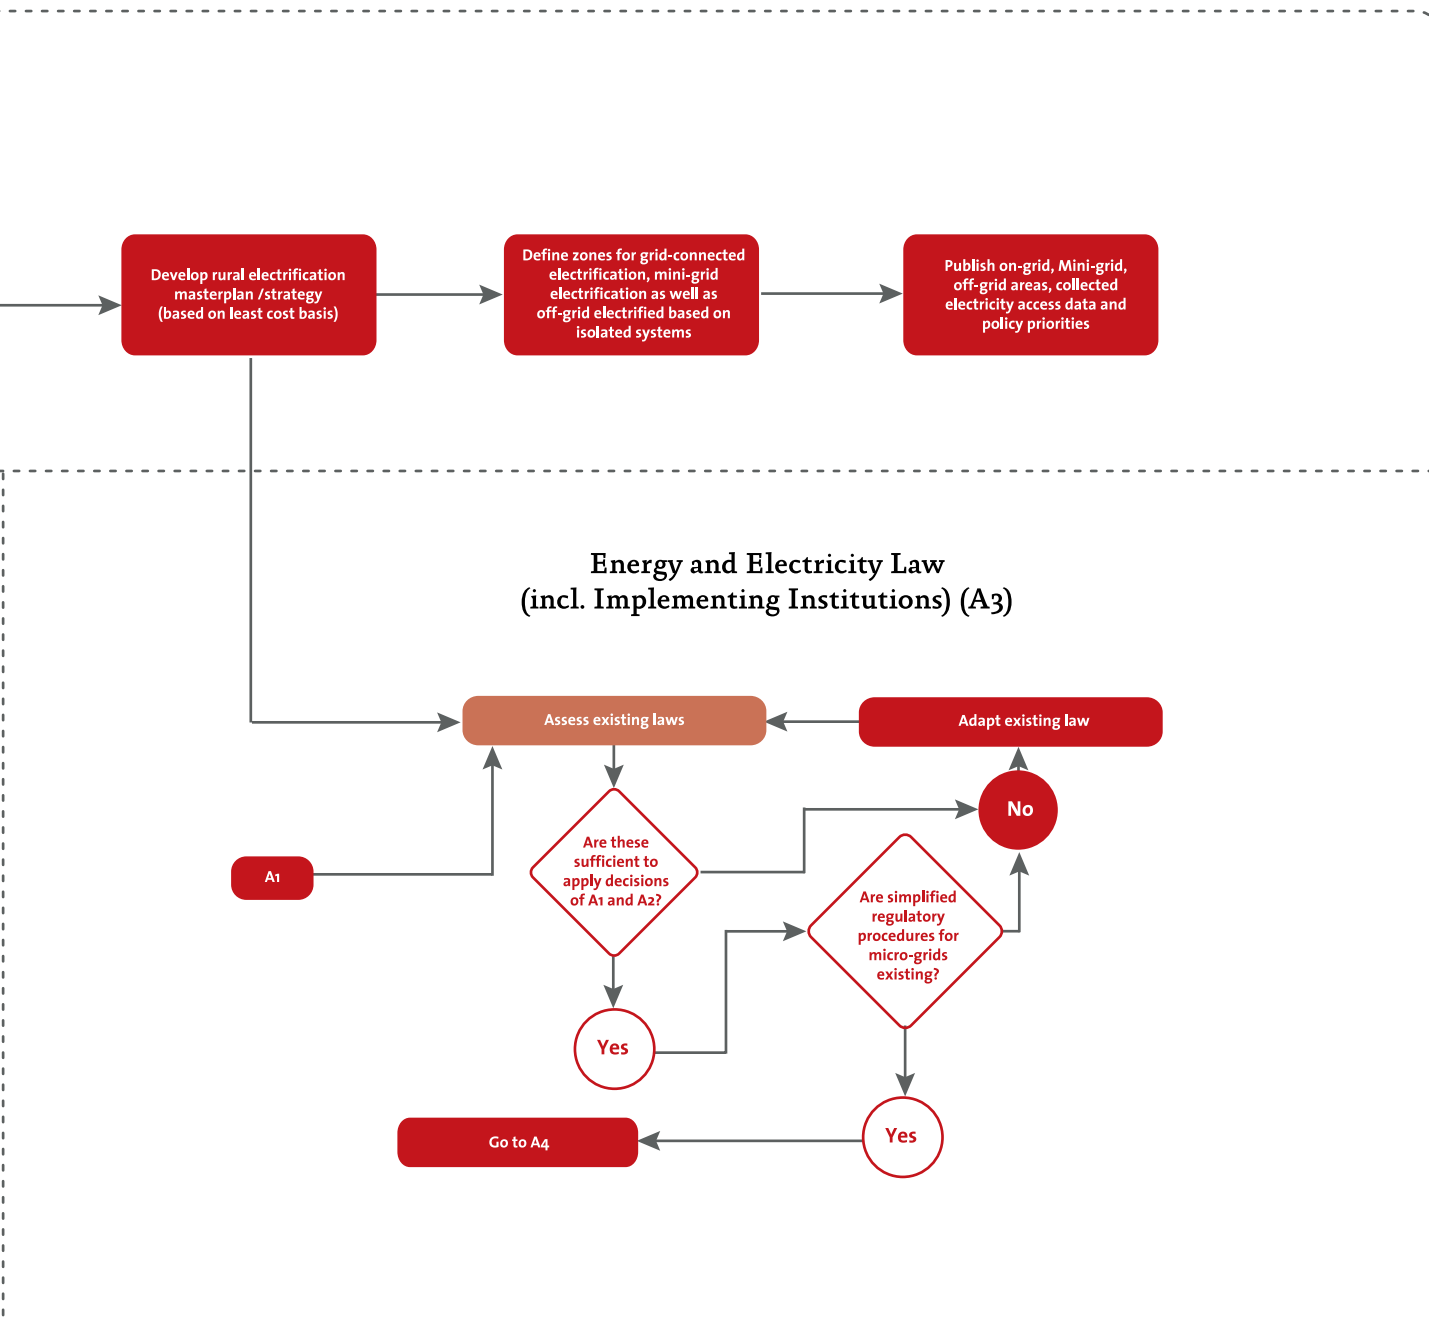 Develop rural electrification
masterplan /strategy
(based on least cost basis)
Define zones for grid-connected
electrification, mini-grid
electrification as well as
off-grid electrified based on
isolated systems
Publish on-grid, Mini-grid,
off-grid areas, collected
electricity access data and
policy priorities
Energy and Electricity Law
(incl. Implementing Institutions) (A3)
Assess existing laws
Adapt existing law
No
Are these
sufficient to
apply decisions
of A1 and A2?
A1
Are simplified
regulatory
procedures for
micro-grids
existing?
Yes
Yes
Go to A4